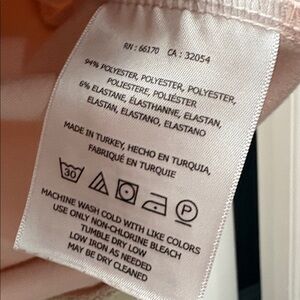 RN : 66170 CA : 32054
94% POLYESTER, POLYESTER, POLYESTER,
POLIESTERE, POLIÉSTER
6% ELASTANE, ÉLASTHANNE, ELASTAN,
ELASTAN, ELASTANO, ELASTANO
MADE IN TURKEY, HECHO EN TURQUIA,
FABRIQUÉ EN TURQUIE
30 P
MACHINE WASH COLD WITH LIKE COLORS
USE ONLY NON-CHLORINE BLEACH
TUMBLE DRY LOW
LOW IRON AS NEEDED
MAY BE DRY CLEANED